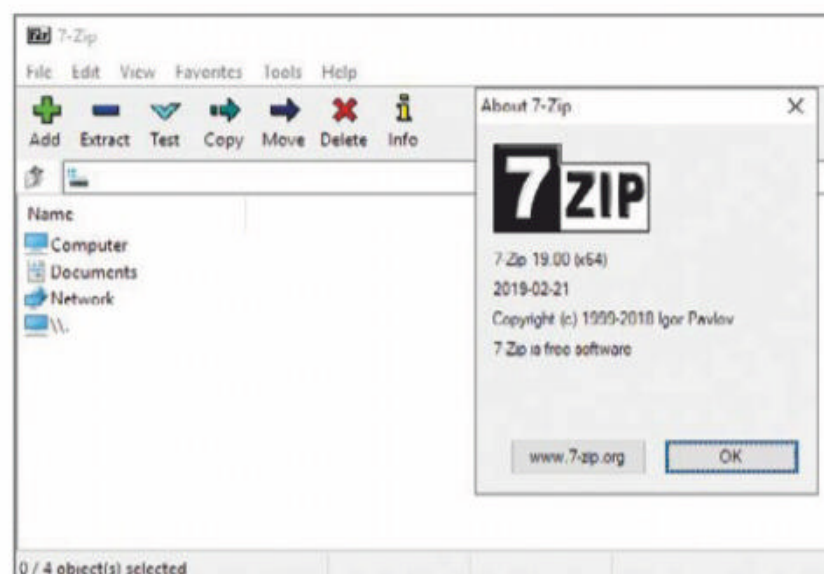 7-Zip
File Edit View Favorites Tools Help
Add Extract Test Copy Move Delete Info
Name
Computer
Documents
Network
\\.
0 / 4 object(s) selected
About 7-Zip
7 ZIP
7-Zip 19.00 (x64)
2019-02-21
Copyright (c) 1999-2018 Igor Pavlov
7-Zip is free software
www.7-zip.org
OK